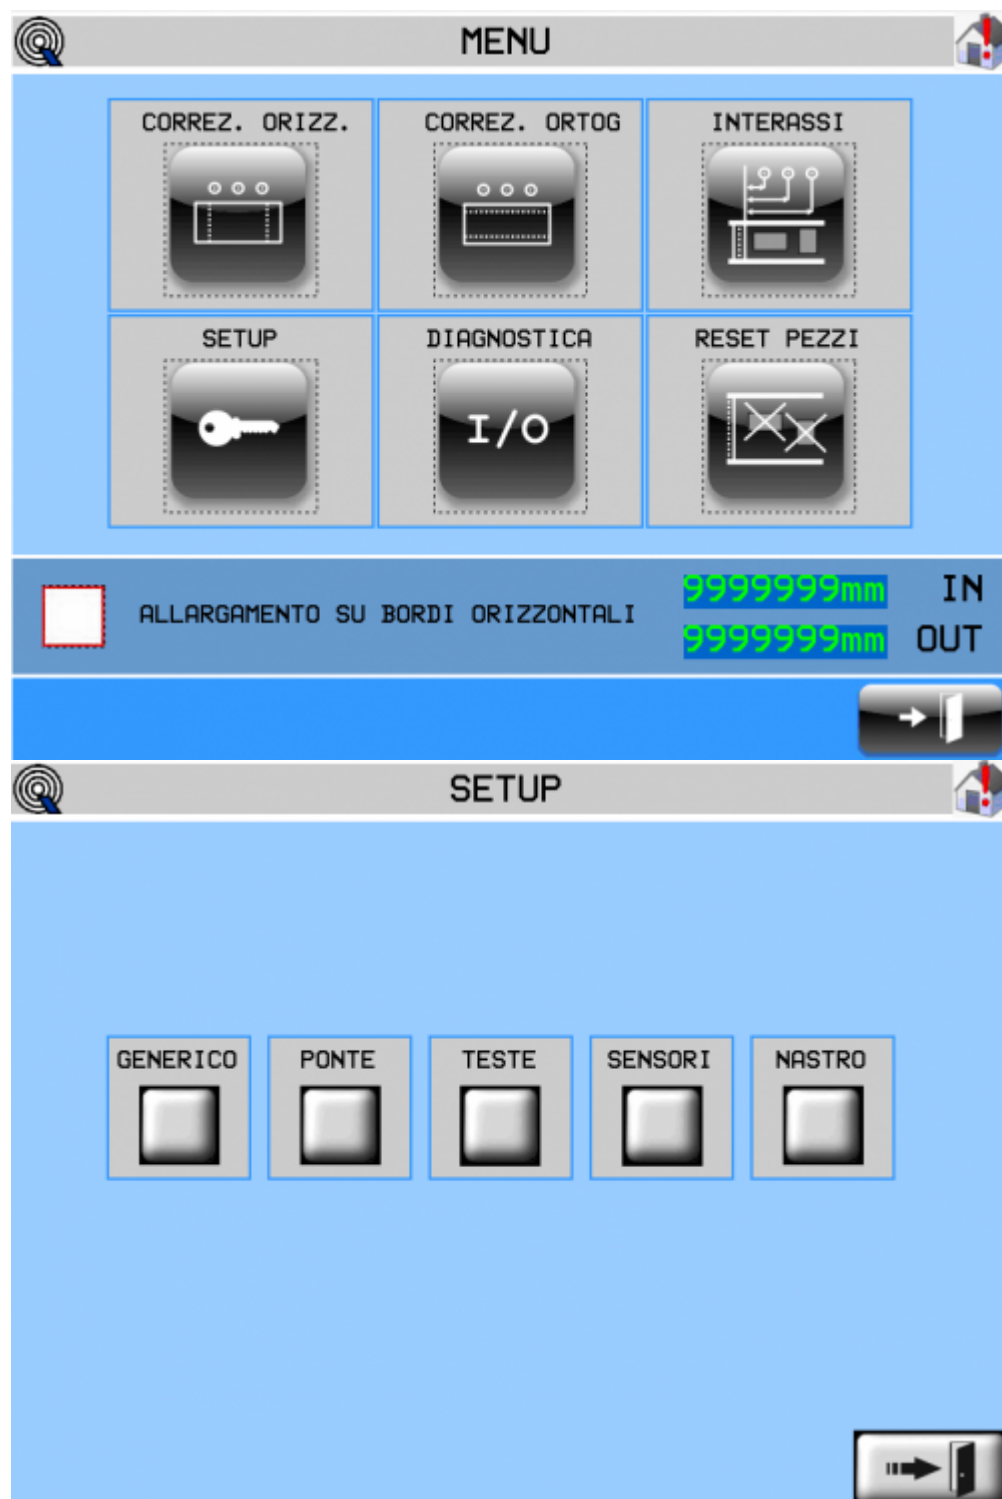 MENU
CORREZ. ORIZZ. CORREZ. ORTOG INTERASSI
SETUP DIAGNOSTICA RESET PEZZI
I/O
ALLARGAMENTO SU BORDI ORIZZONTALI
9999999mm IN
9999999mm OUT
SETUP
GENERICO PONTE TESTE SENSORI NASTRO